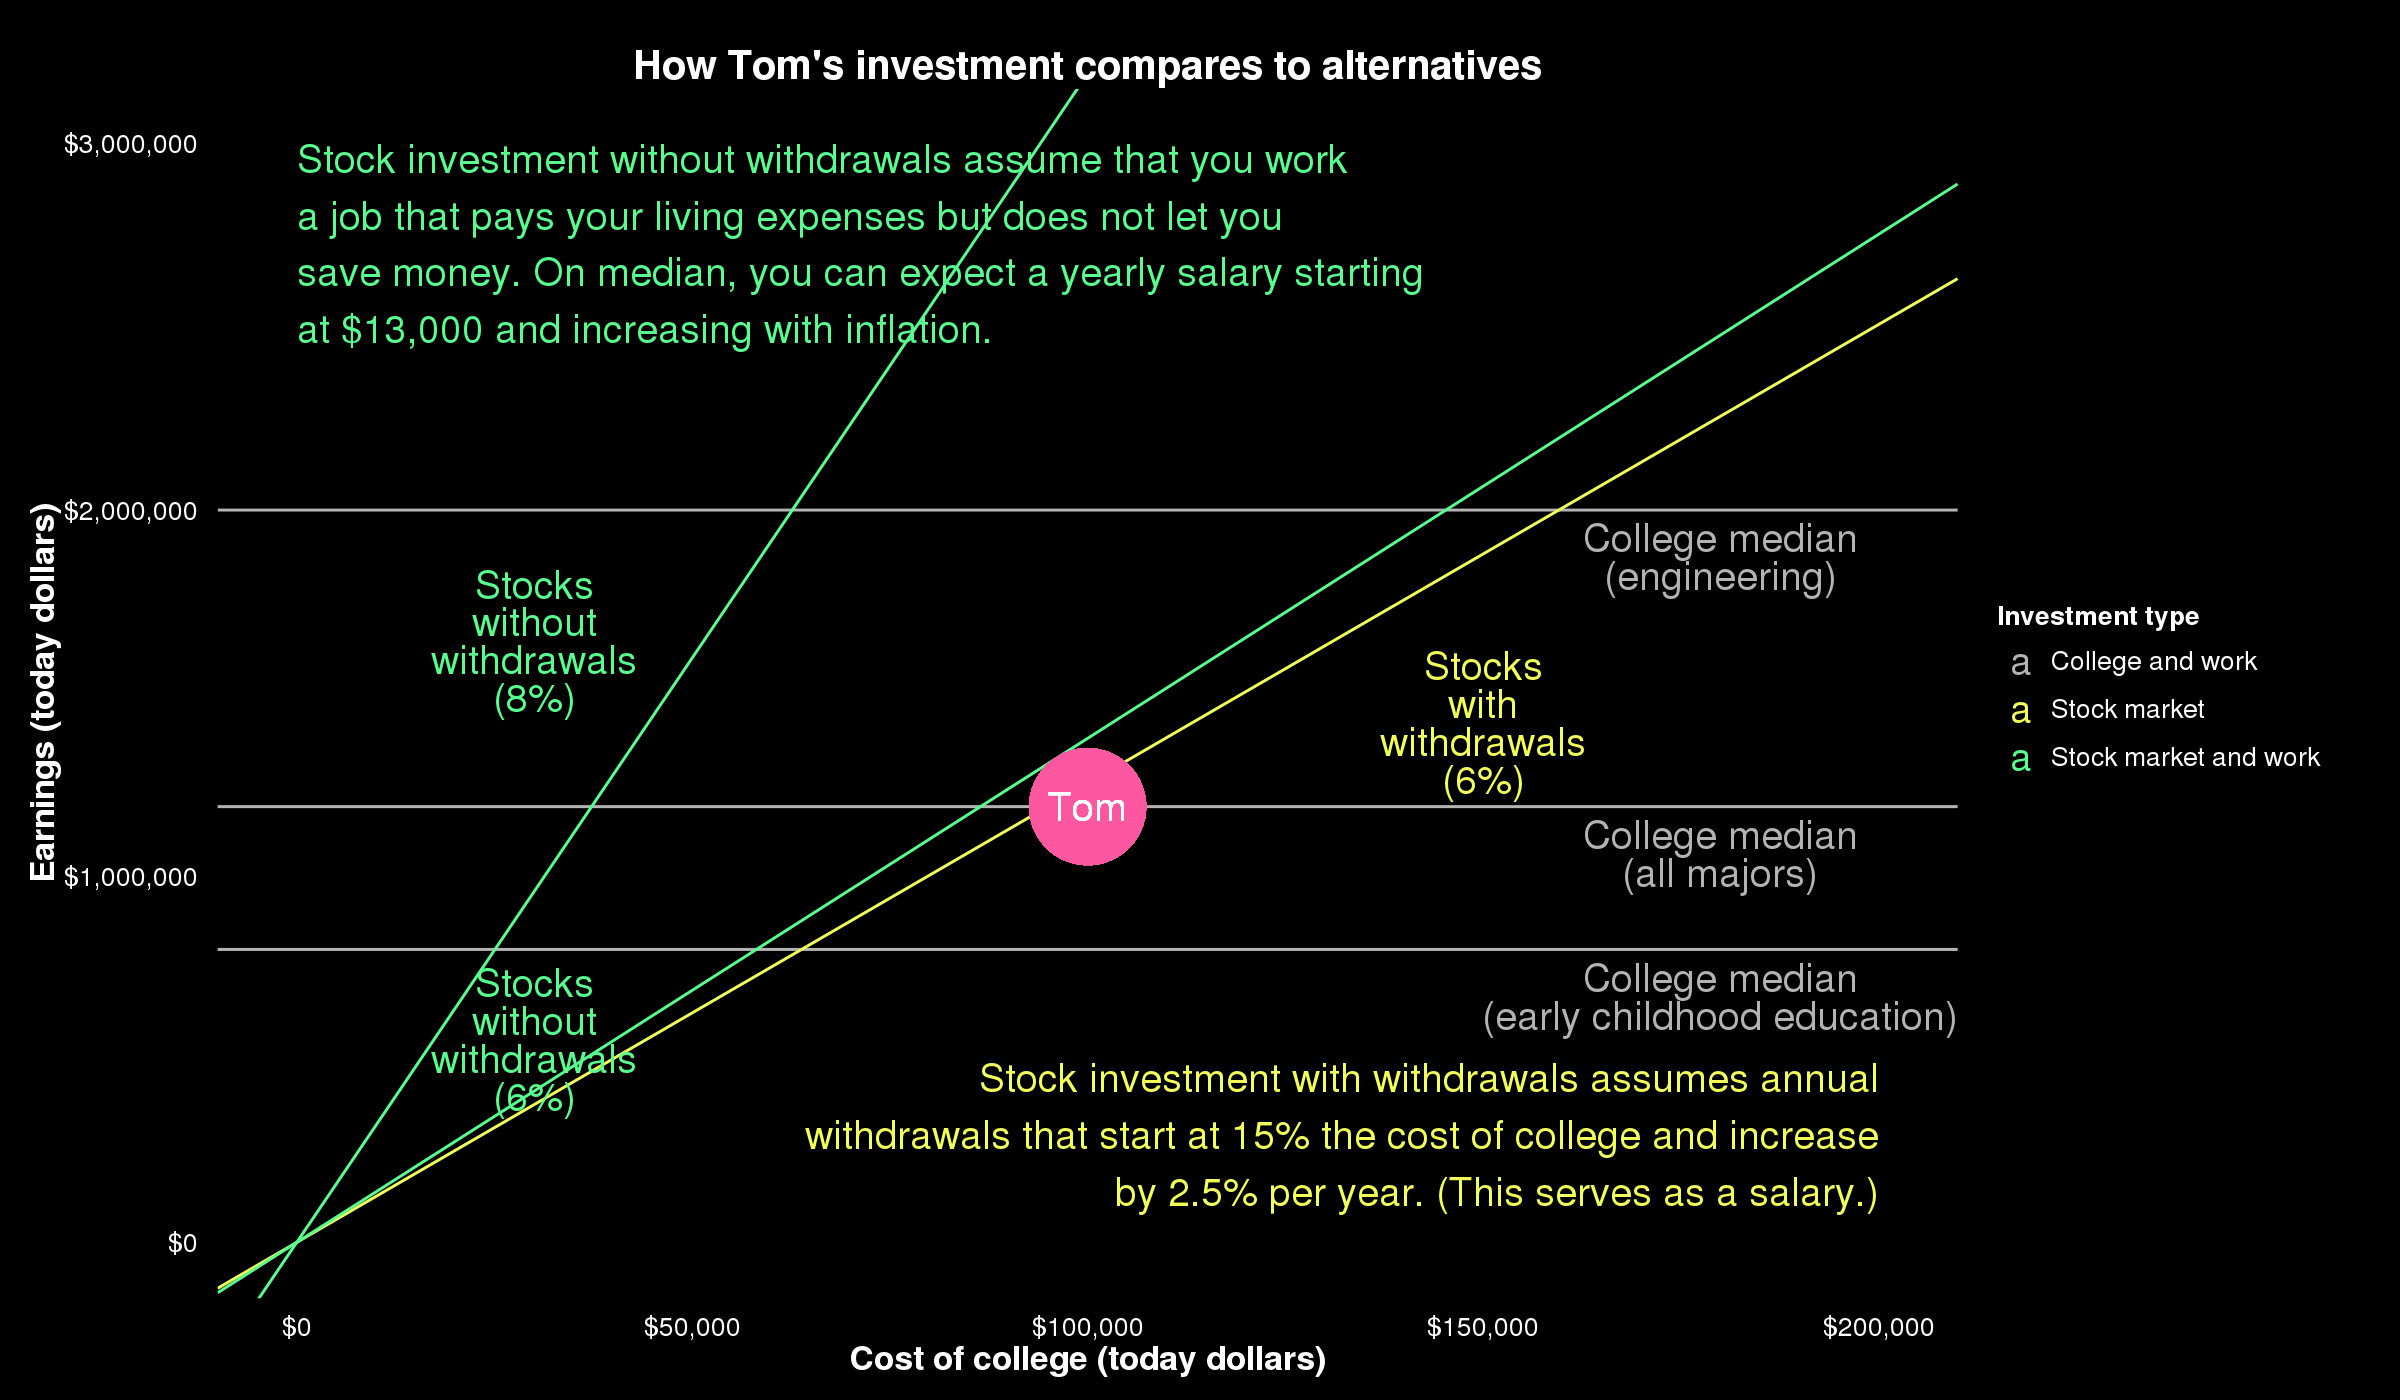 How Tom's investment compares to alternatives
$3,000,000
Stock investment without withdrawals assume that you work
a job that pays your living expenses but does not let you
save money. On median, you can expect a yearly salary starting
at $13,000 and increasing with inflation.
$2,000,000
College median
(engineering)
Stocks
without
withdrawals
(8%)
Stocks
with
withdrawals
(6%)
Tom
College median
(all majors)
$1,000,000
Earnings (today dollars)
Stocks
without
withdrawals
(6%)
College median
(early childhood education)
Stock investment with withdrawals assumes annual
withdrawals that start at 15% the cost of college and increase
by 2.5% per year. (This serves as a salary.)
$0
$0
$50,000
$100,000
$150,000
$200,000
Cost of college (today dollars)
Investment type
a College and work
a Stock market
a Stock market and work